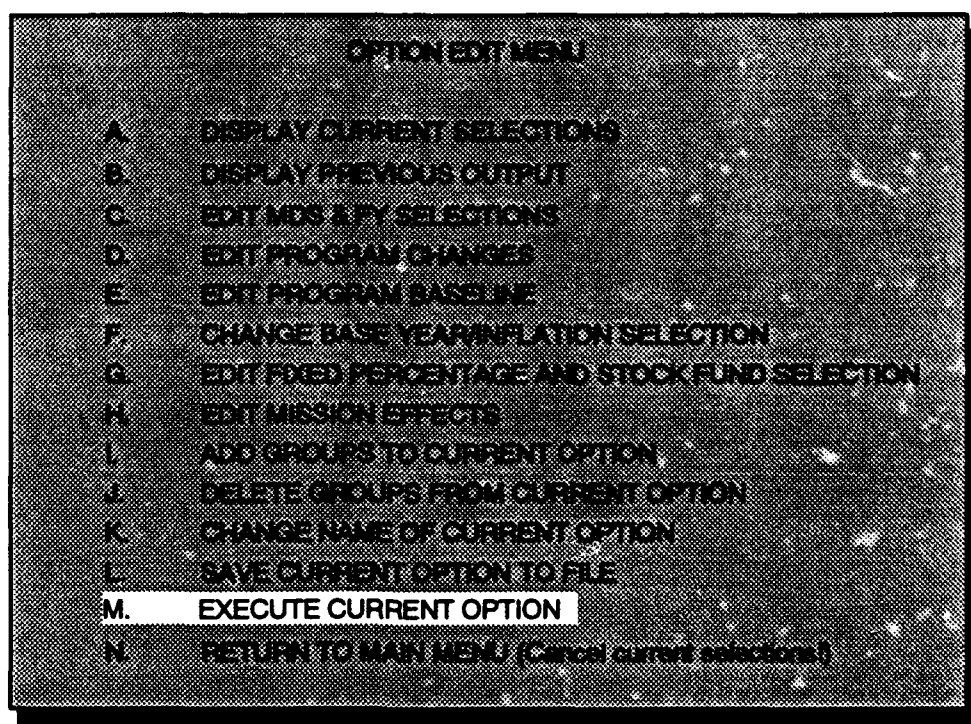 OPTION EDIT MENU
A. DISPLAY CURRENT SELECTIONS
B. DISPLAY PREVIOUS OUTPUT
C. EDIT MDS & PY SELECTIONS
D. EDIT PROGRAM CHANGES
E. EDIT PROGRAM BASELINE
F. CHANGE BASE YEAR/INFLATION SELECTION
G. EDIT FIXED PERCENTAGE AND STOCK FUND SELECTION
H. EDIT MISSION EFFECTS
I. ADD GROUPS TO CURRENT OPTION
J. DELETE GROUPS FROM CURRENT OPTION
K. CHANGE NAME OF CURRENT OPTION
L. SAVE CURRENT OPTION TO FILE
M. EXECUTE CURRENT OPTION
N. RETURN TO MAIN MENU (Cancel current selections!)